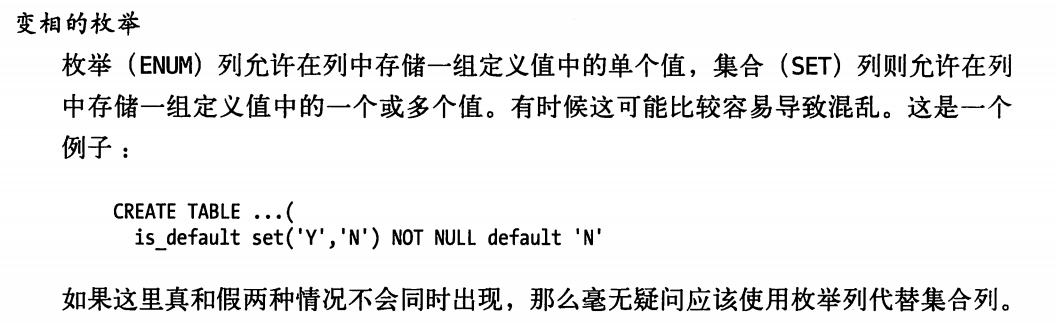 变相的枚举
枚举（ENUM）列允许在列中存储一组定义值中的单个值，集合（SET）列则允许在列
中存储一组定义值中的一个或多个值。有时候这可能比较容易导致混乱。这是一个
例子：
CREATE TABLE ...(
is_default set('Y','N') NOT NULL default 'N'
如果这里真和假两种情况不会同时出现，那么毫无疑问应该使用枚举列代替集合列。